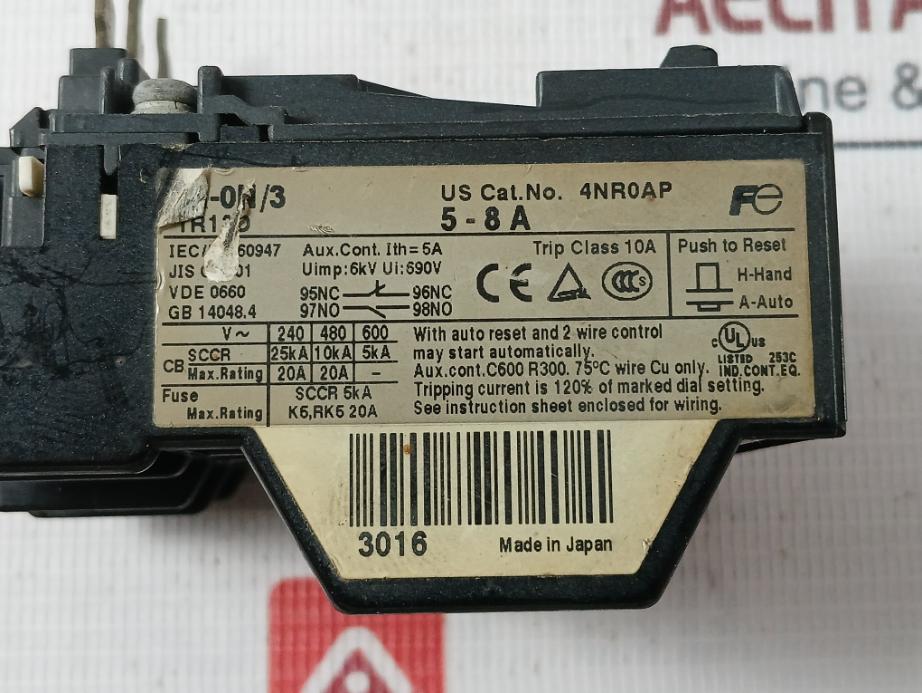 -0N/3 US Cat.No. 4NR0AP Fe
5-8A
IEC/ 60947 Aux.Cont. Ith=5A Trip Class 10A Push to Reset
JIS 01 Uimp:6kV Ui:690V CE CCC S H-Hand
VDE 0660 95NC 96NC A-Auto
GB 14048.4 97NO 98NO
V~ 240 480 600 With auto reset and 2 wire control c UL US
CB SCCR 25kA 10kA 5kA may start automatically. LISTED 253C
Max.Rating 20A 20A - Aux.cont.C600 R300. 75°C wire Cu only. IND.CONT.EQ.
Fuse SCCR 5kA Tripping current is 120% of marked dial setting.
Max.Rating K5,RK5 20A See instruction sheet enclosed for wiring.
3016 Made in Japan